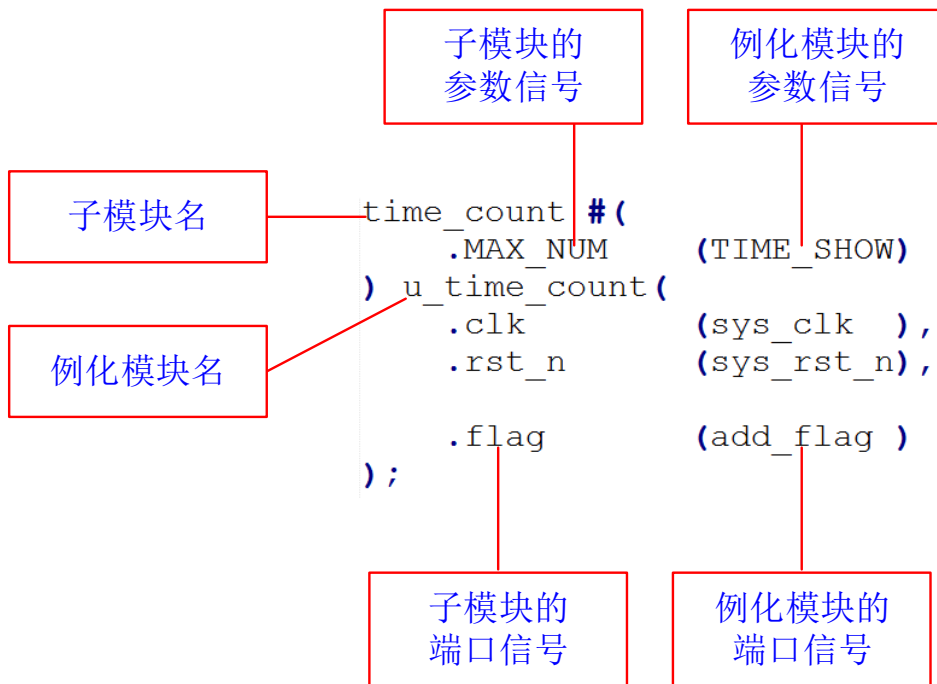 子模块的
参数信号
例化模块的
参数信号
子模块名
time_count #(
.MAX_NUM (TIME_SHOW)
) u_time_count(
.clk (sys_clk ),
.rst_n (sys_rst_n),
例化模块名
.flag (add_flag )
);
子模块的
端口信号
例化模块的
端口信号